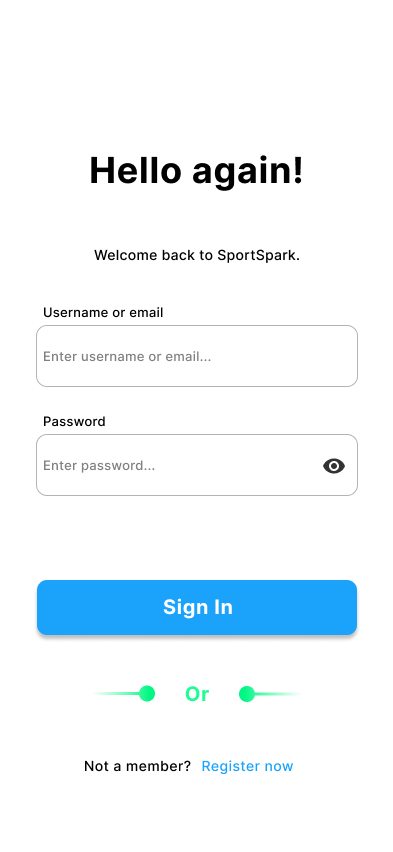 Hello again!
Welcome back to SportSpark.
Username or email
Enter username or email...
Password
Enter password...
Sign In
Or
Not a member? Register now